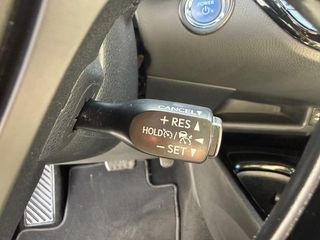 POWER
CANCEL▼
+ RES ▲
HOLD / ◄
− SET ▼